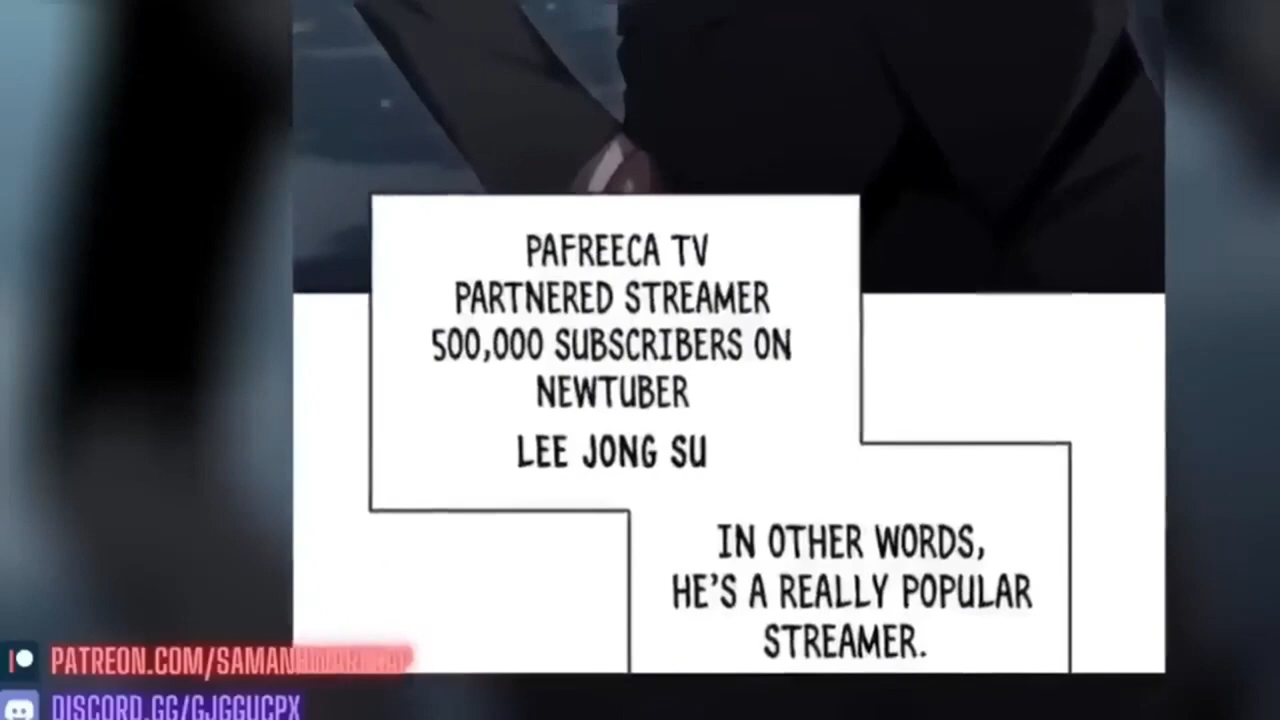 PAFREECA TV
PARTNERED STREAMER
500,000 SUBSCRIBERS ON
NEWTUBER
LEE JONG SU
IN OTHER WORDS,
HE'S A REALLY POPULAR
STREAMER.
DISCORD.GG/GJGGUCPX